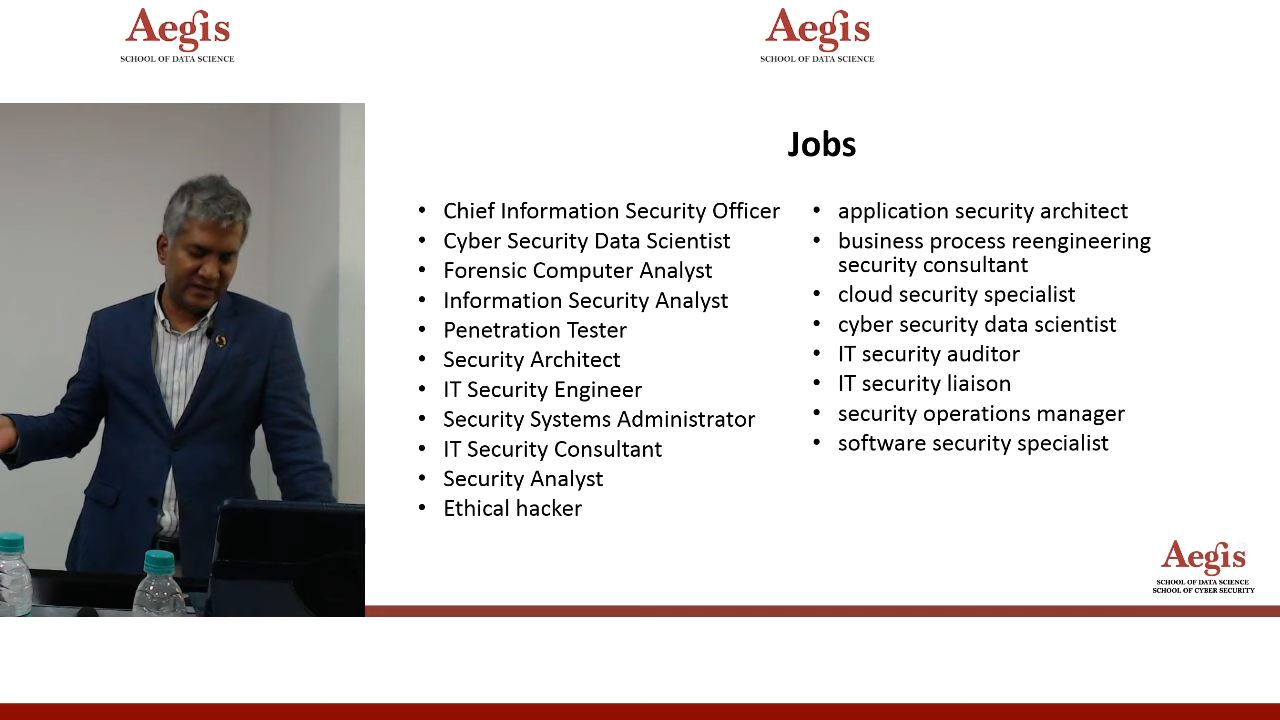 Aegis
SCHOOL OF DATA SCIENCE
Aegis
SCHOOL OF DATA SCIENCE
Jobs
• Chief Information Security Officer
• Cyber Security Data Scientist
• Forensic Computer Analyst
• Information Security Analyst
• Penetration Tester
• Security Architect
• IT Security Engineer
• Security Systems Administrator
• IT Security Consultant
• Security Analyst
• Ethical hacker
• application security architect
• business process reengineering
security consultant
• cloud security specialist
• cyber security data scientist
• IT security auditor
• IT security liaison
• security operations manager
• software security specialist
Aegis
SCHOOL OF DATA SCIENCE
SCHOOL OF CYBER SECURITY